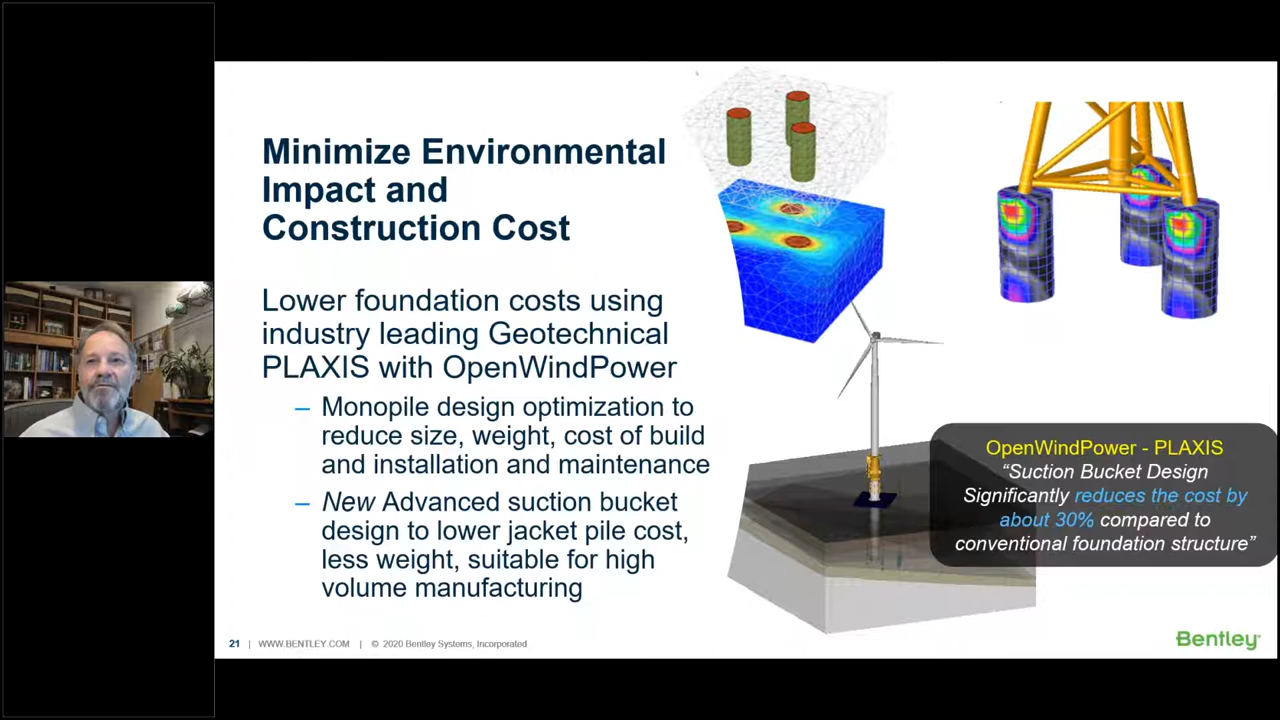 Minimize Environmental
Impact and
Construction Cost
Lower foundation costs using
industry leading Geotechnical
PLAXIS with OpenWindPower
– Monopile design optimization to
reduce size, weight, cost of build
and installation and maintenance
– New Advanced suction bucket
design to lower jacket pile cost,
less weight, suitable for high
volume manufacturing
OpenWindPower - PLAXIS
“Suction Bucket Design
Significantly reduces the cost by
about 30% compared to
conventional foundation structure”
21 | WWW.BENTLEY.COM | © 2020 Bentley Systems, Incorporated
Bentley